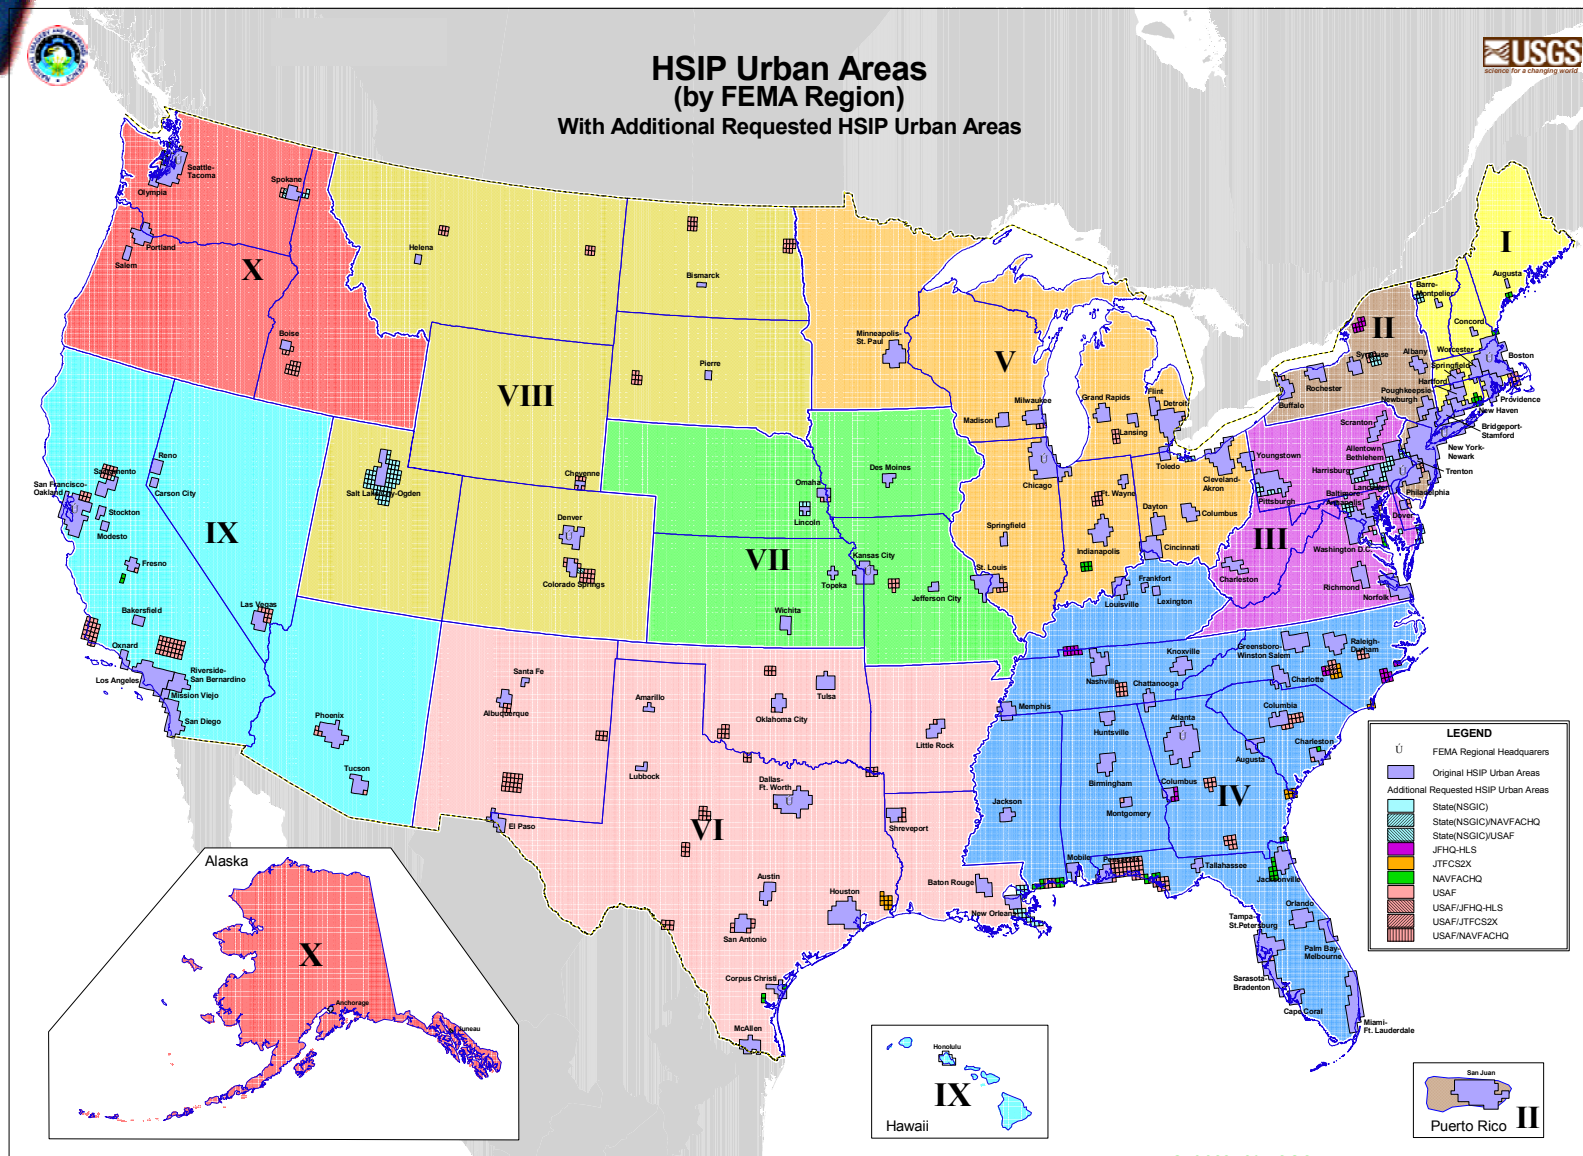 HSIP Urban Areas
(by FEMA Region)
With Additional Requested HSIP Urban Areas
USGS
science for a changing world
Seattle-
Tacoma
Olympia
Spokane
Portland
Salem
X
Boise
Helena
Bismarck
Pierre
VIII
Cheyenne
Salt Lake City-Ogden
Denver
Colorado Springs
Reno
Carson City
Sacramento
San Francisco-
Oakland
Stockton
Modesto
Fresno
IX
Las Vegas
Bakersfield
Oxnard
Los Angeles
Riverside-
San Bernardino
Mission Viejo
San Diego
Phoenix
Tucson
Santa Fe
Albuquerque
El Paso
Amarillo
Lubbock
Oklahoma City
Tulsa
Dallas-
Ft. Worth
VI
Austin
San Antonio
Houston
Corpus Christi
McAllen
Little Rock
Shreveport
Baton Rouge
New Orleans
Minneapolis-
St. Paul
V
Madison
Milwaukee
Chicago
Grand Rapids
Lansing
Flint
Detroit
Toledo
Cleveland-
Akron
Youngstown
Ft. Wayne
Indianapolis
Dayton
Columbus
Cincinnati
Springfield
St. Louis
Des Moines
Omaha
Lincoln
VII
Kansas City
Topeka
Jefferson City
Wichita
Louisville
Frankfort
Lexington
Nashville
Knoxville
Chattanooga
Memphis
Huntsville
Birmingham
Montgomery
Jackson
Mobile
Pensacola
Tallahassee
Jacksonville
Atlanta
Columbus
Augusta
IV
Greensboro-
Winston Salem
Raleigh-
Durham
Charlotte
Columbia
Charleston
Orlando
Tampa-
St.Petersburg
Palm Bay-
Melbourne
Sarasota-
Bradenton
Cape Coral
Miami-
Ft. Lauderdale
III
Pittsburgh
Charleston
Richmond
Norfolk
Washington D.C.
Baltimore-
Annapolis
Dover
Harrisburg
Lancaster
Allentown-
Bethlehem
Scranton
Philadelphia
Trenton
New York-
Newark
Bridgeport-
Stamford
New Haven
Providence
Hartford
Springfield
Worcester
Boston
Poughkeepsie-
Newburgh
Albany
Syracuse
Rochester
Buffalo
II
I
Augusta
Barre-
Montpelier
Concord
LEGEND
Ú FEMA Regional Headquarers
Original HSIP Urban Areas
Additional Requested HSIP Urban Areas
State(NSGIC)
State(NSGIC)/NAVFACHQ
State(NSGIC)/USAF
JFHQ-HLS
JTFCS2X
NAVFACHQ
USAF
USAF/JFHQ-HLS
USAF/JTFCS2X
USAF/NAVFACHQ
Alaska
X
Anchorage
Juneau
Honolulu
IX
Hawaii
San Juan
Puerto Rico II